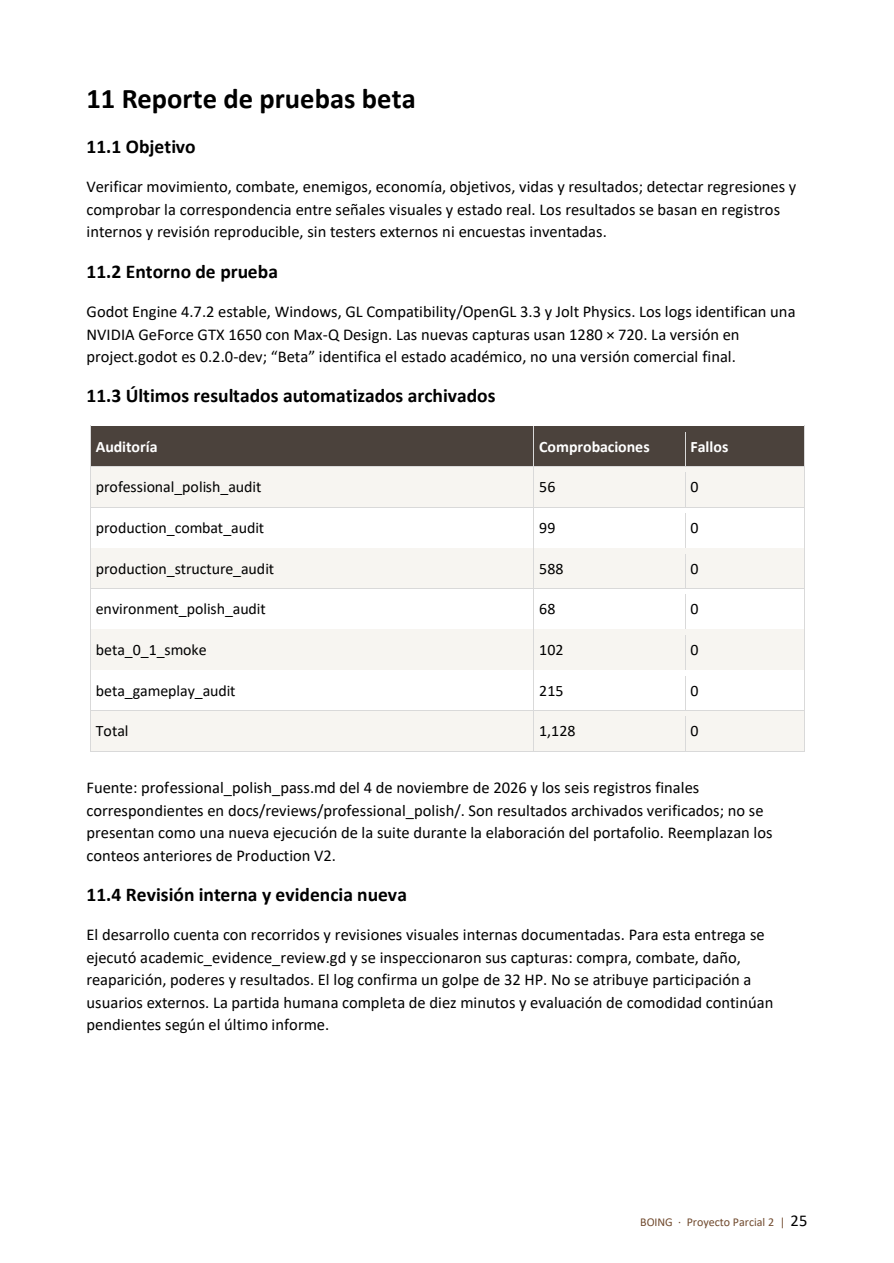 11 Reporte de pruebas beta
11.1 Objetivo
Verificar movimiento, combate, enemigos, economía, objetivos, vidas y resultados; detectar regresiones y
comprobar la correspondencia entre señales visuales y estado real. Los resultados se basan en registros
internos y revisión reproducible, sin testers externos ni encuestas inventadas.
11.2 Entorno de prueba
Godot Engine 4.7.2 estable, Windows, GL Compatibility/OpenGL 3.3 y Jolt Physics. Los logs identifican una
NVIDIA GeForce GTX 1650 con Max-Q Design. Las nuevas capturas usan 1280 × 720. La versión en
project.godot es 0.2.0-dev; “Beta” identifica el estado académico, no una versión comercial final.
11.3 Últimos resultados automatizados archivados
Auditoría Comprobaciones Fallos
professional_polish_audit 56 0
production_combat_audit 99 0
production_structure_audit 588 0
environment_polish_audit 68 0
beta_0_1_smoke 102 0
beta_gameplay_audit 215 0
Total 1,128 0
Fuente: professional_polish_pass.md del 4 de noviembre de 2026 y los seis registros finales
correspondientes en docs/reviews/professional_polish/. Son resultados archivados verificados; no se
presentan como una nueva ejecución de la suite durante la elaboración del portafolio. Reemplazan los
conteos anteriores de Production V2.
11.4 Revisión interna y evidencia nueva
El desarrollo cuenta con recorridos y revisiones visuales internas documentadas. Para esta entrega se
ejecutó academic_evidence_review.gd y se inspeccionaron sus capturas: compra, combate, daño,
reaparición, poderes y resultados. El log confirma un golpe de 32 HP. No se atribuye participación a
usuarios externos. La partida humana completa de diez minutos y evaluación de comodidad continúan
pendientes según el último informe.
BOING · Proyecto Parcial 2 | 25